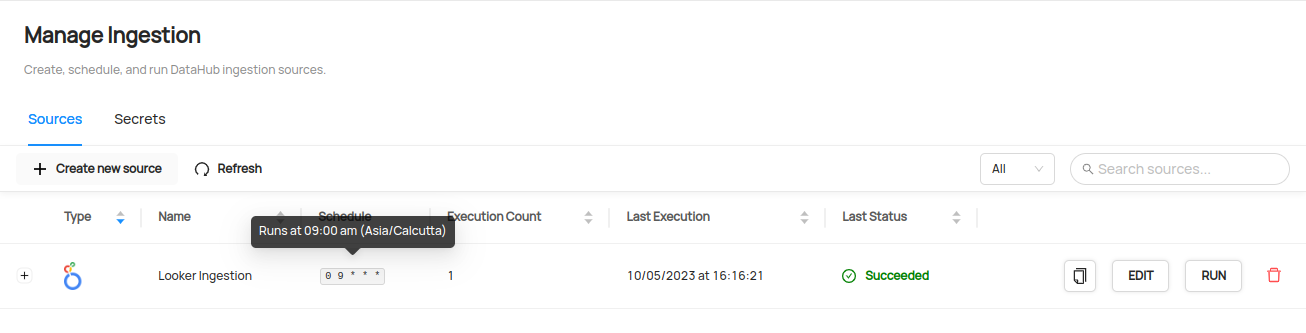 Manage Ingestion
Create, schedule, and run DataHub ingestion sources.
Sources Secrets
Create new source Refresh All Search sources...
Type Name Schedule Execution Count Last Execution Last Status
Runs at 09:00 am (Asia/Calcutta)
Looker Ingestion 0 9 * * * 1 10/05/2023 at 16:16:21 Succeeded EDIT RUN